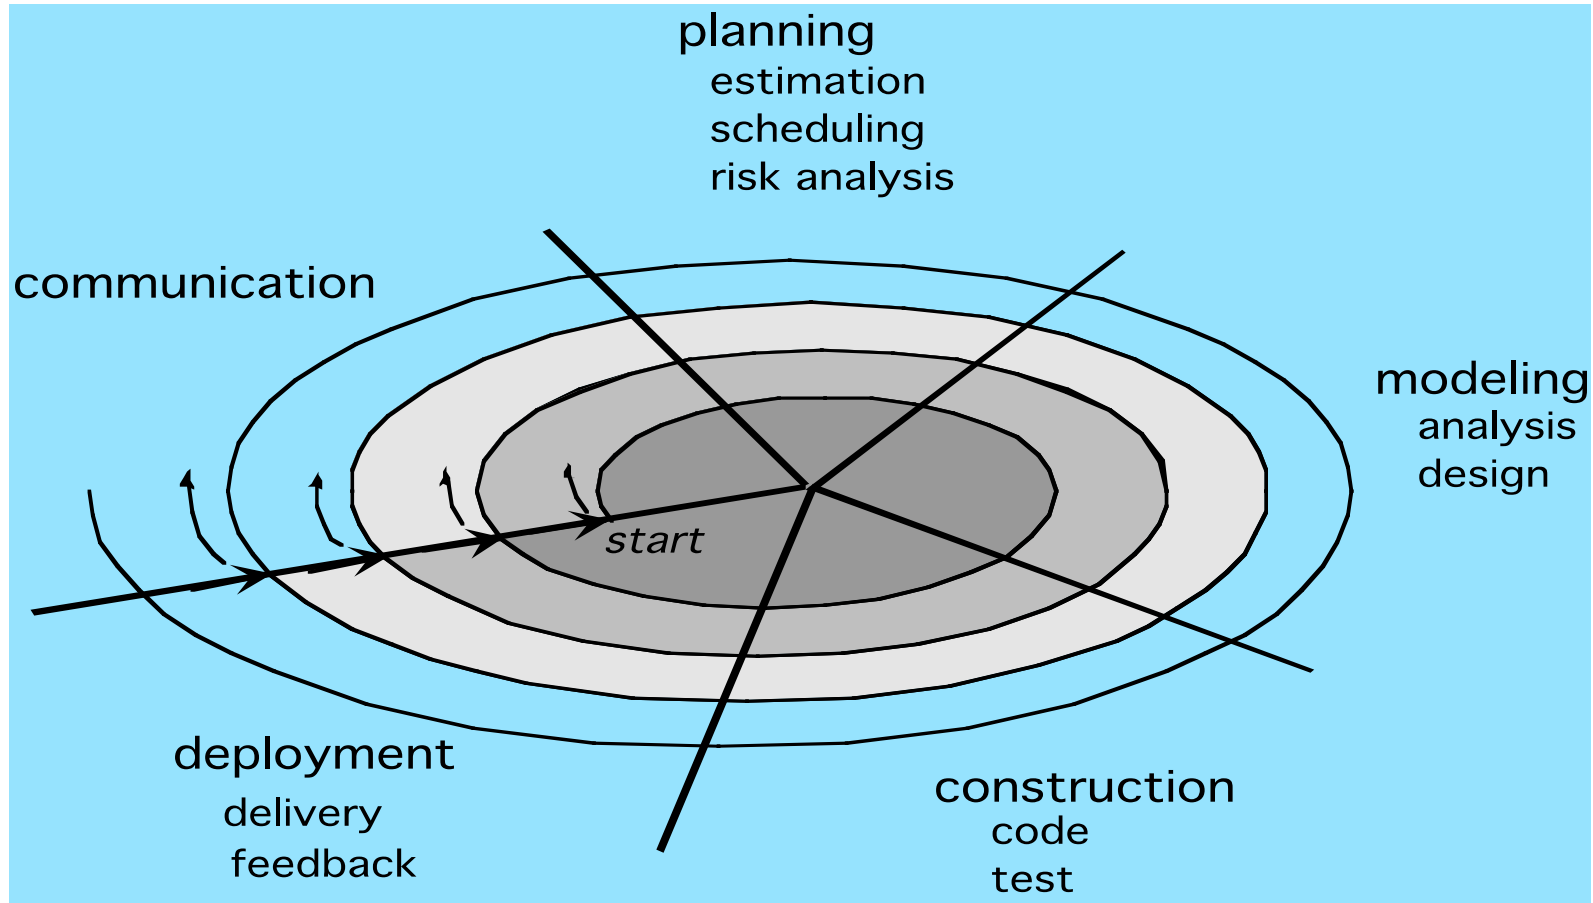 planning
estimation
scheduling
risk analysis
communication
modeling
analysis
design
start
deployment
delivery
feedback
construction
code
test